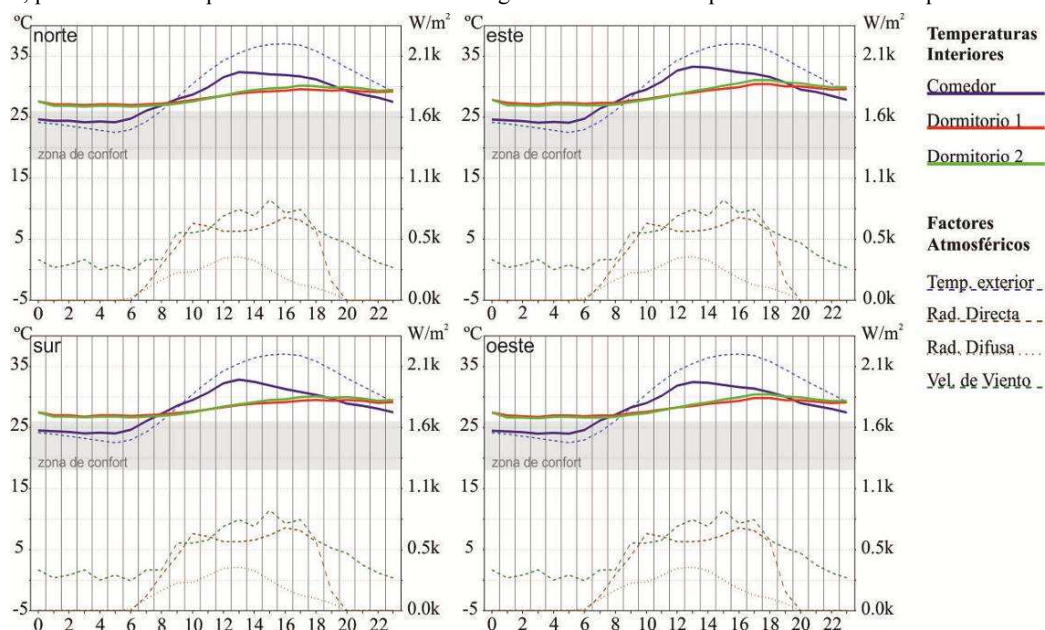 ºC
W/m²
norte
35
2.1k
25
1.6k
zona de confort
15
1.1k
5
0.5k
-5
0.0k
0 2 4 6 8 10 12 14 16 18 20 22
ºC
W/m²
este
35
2.1k
25
1.6k
zona de confort
15
1.1k
5
0.5k
-5
0.0k
0 2 4 6 8 10 12 14 16 18 20 22
ºC
W/m²
sur
35
2.1k
25
1.6k
zona de confort
15
1.1k
5
0.5k
-5
0.0k
0 2 4 6 8 10 12 14 16 18 20 22
ºC
W/m²
oeste
35
2.1k
25
1.6k
zona de confort
15
1.1k
5
0.5k
-5
0.0k
0 2 4 6 8 10 12 14 16 18 20 22
Temperaturas
Interiores
Comedor
Dormitorio 1
Dormitorio 2
Factores
Atmosféricos
Temp. exterior
Rad. Directa
Rad. Difusa
Vel. de Viento